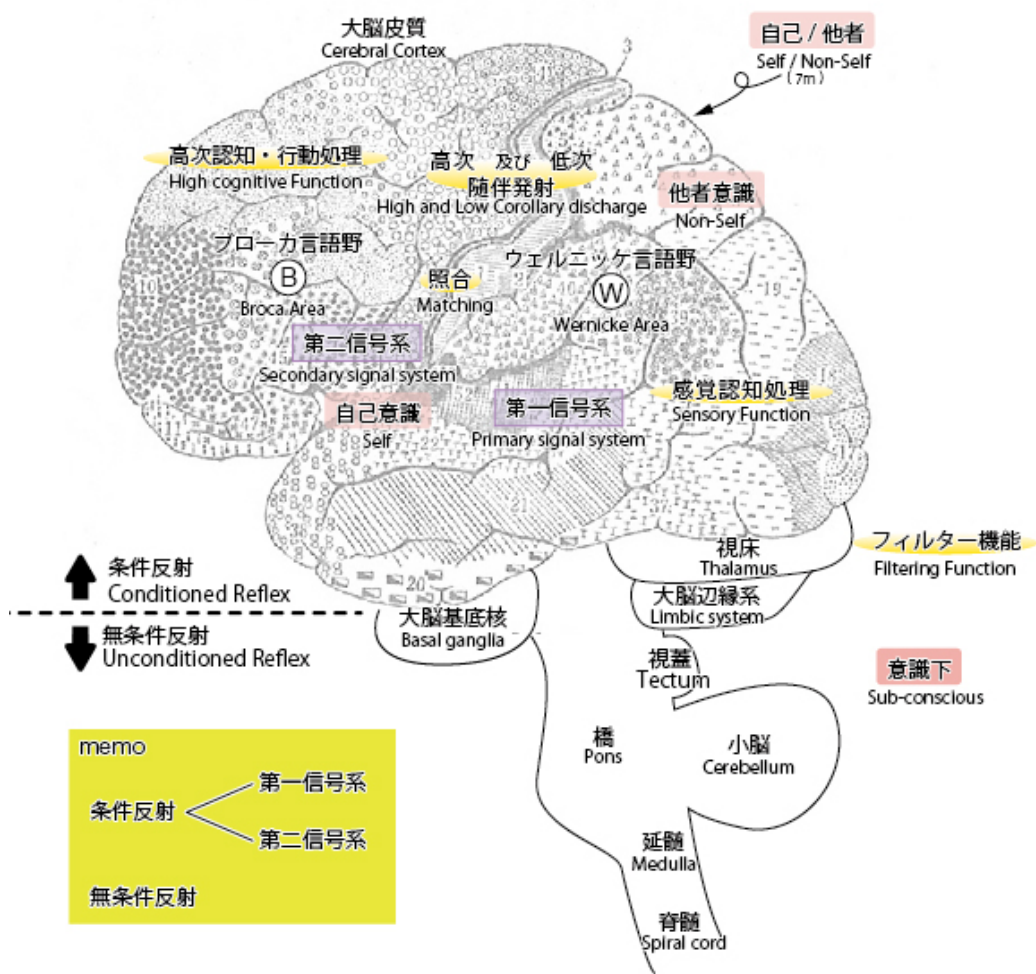 大脳皮質
Cerebral Cortex
3
自己 / 他者
Self / Non-Self
(7m)
高次認知・行動処理
High cognitive Function
高次 及び 低次
随伴発射
High and Low Corollary discharge
7
他者意識
Non-Self
ブローカ言語野
B
Broca Area
10
照合
Matching
ウェルニッケ言語野
40
W
Wernicke Area
19
第二信号系
Secondary signal system
自己意識
Self
22
第一信号系
Primary signal system
感覚認知処理
Sensory Function
21
37
20
視床
Thalamus
フィルター機能
Filtering Function
条件反射
Conditioned Reflex
大脳基底核
Basal ganglia
大脳辺縁系
Limbic system
無条件反射
Unconditioned Reflex
視蓋
Tectum
意識下
Sub-conscious
橋
Pons
小脳
Cerebellum
memo
第一信号系
条件反射
第二信号系
無条件反射
延髄
Medulla
脊髄
Spiral cord